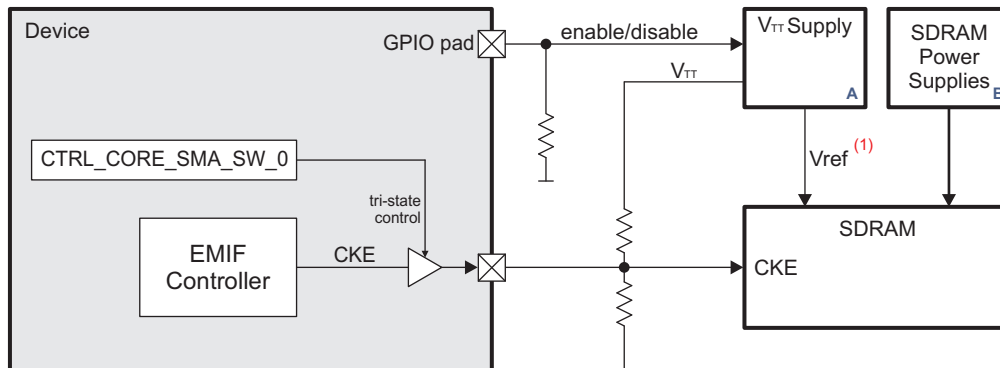 Device
GPIO pad
enable/disable
VTT Supply
A
SDRAM
Power
Supplies
VTT
CTRL_CORE_SMA_SW_0
Vref (1)
tri-state
control
SDRAM
EMIF
Controller
CKE
CKE